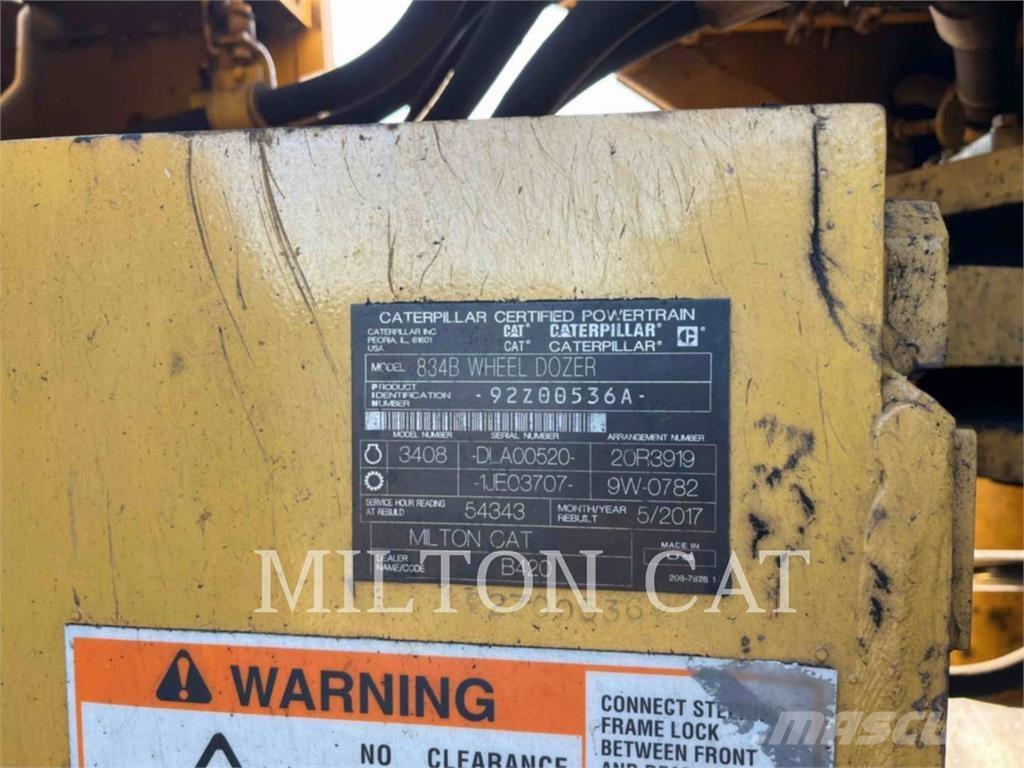 CATERPILLAR CERTIFIED POWERTRAIN
CATERPILLAR INC. CAT® CATERPILLAR®
PEORIA, IL, 61601
USA CAT® CATERPILLAR®
MODEL 834B WHEEL DOZER
PRODUCT IDENTIFICATION NUMBER -92Z00536A-
MODEL NUMBER SERIAL NUMBER ARRANGEMENT NUMBER
3408 -DLA00520- 20R3919
-1JE03707- 9W-0782
SERVICE HOUR READING AT REBUILD 54343 MONTH/YEAR REBUILT 5/2017
MILTON CAT MADE IN
DEALER NAME/CODE B420
MILTON CAT
92Z00536
WARNING
NO CLEARANCE
CONNECT
FRAME LOCK
BETWEEN FRONT
MASCUS